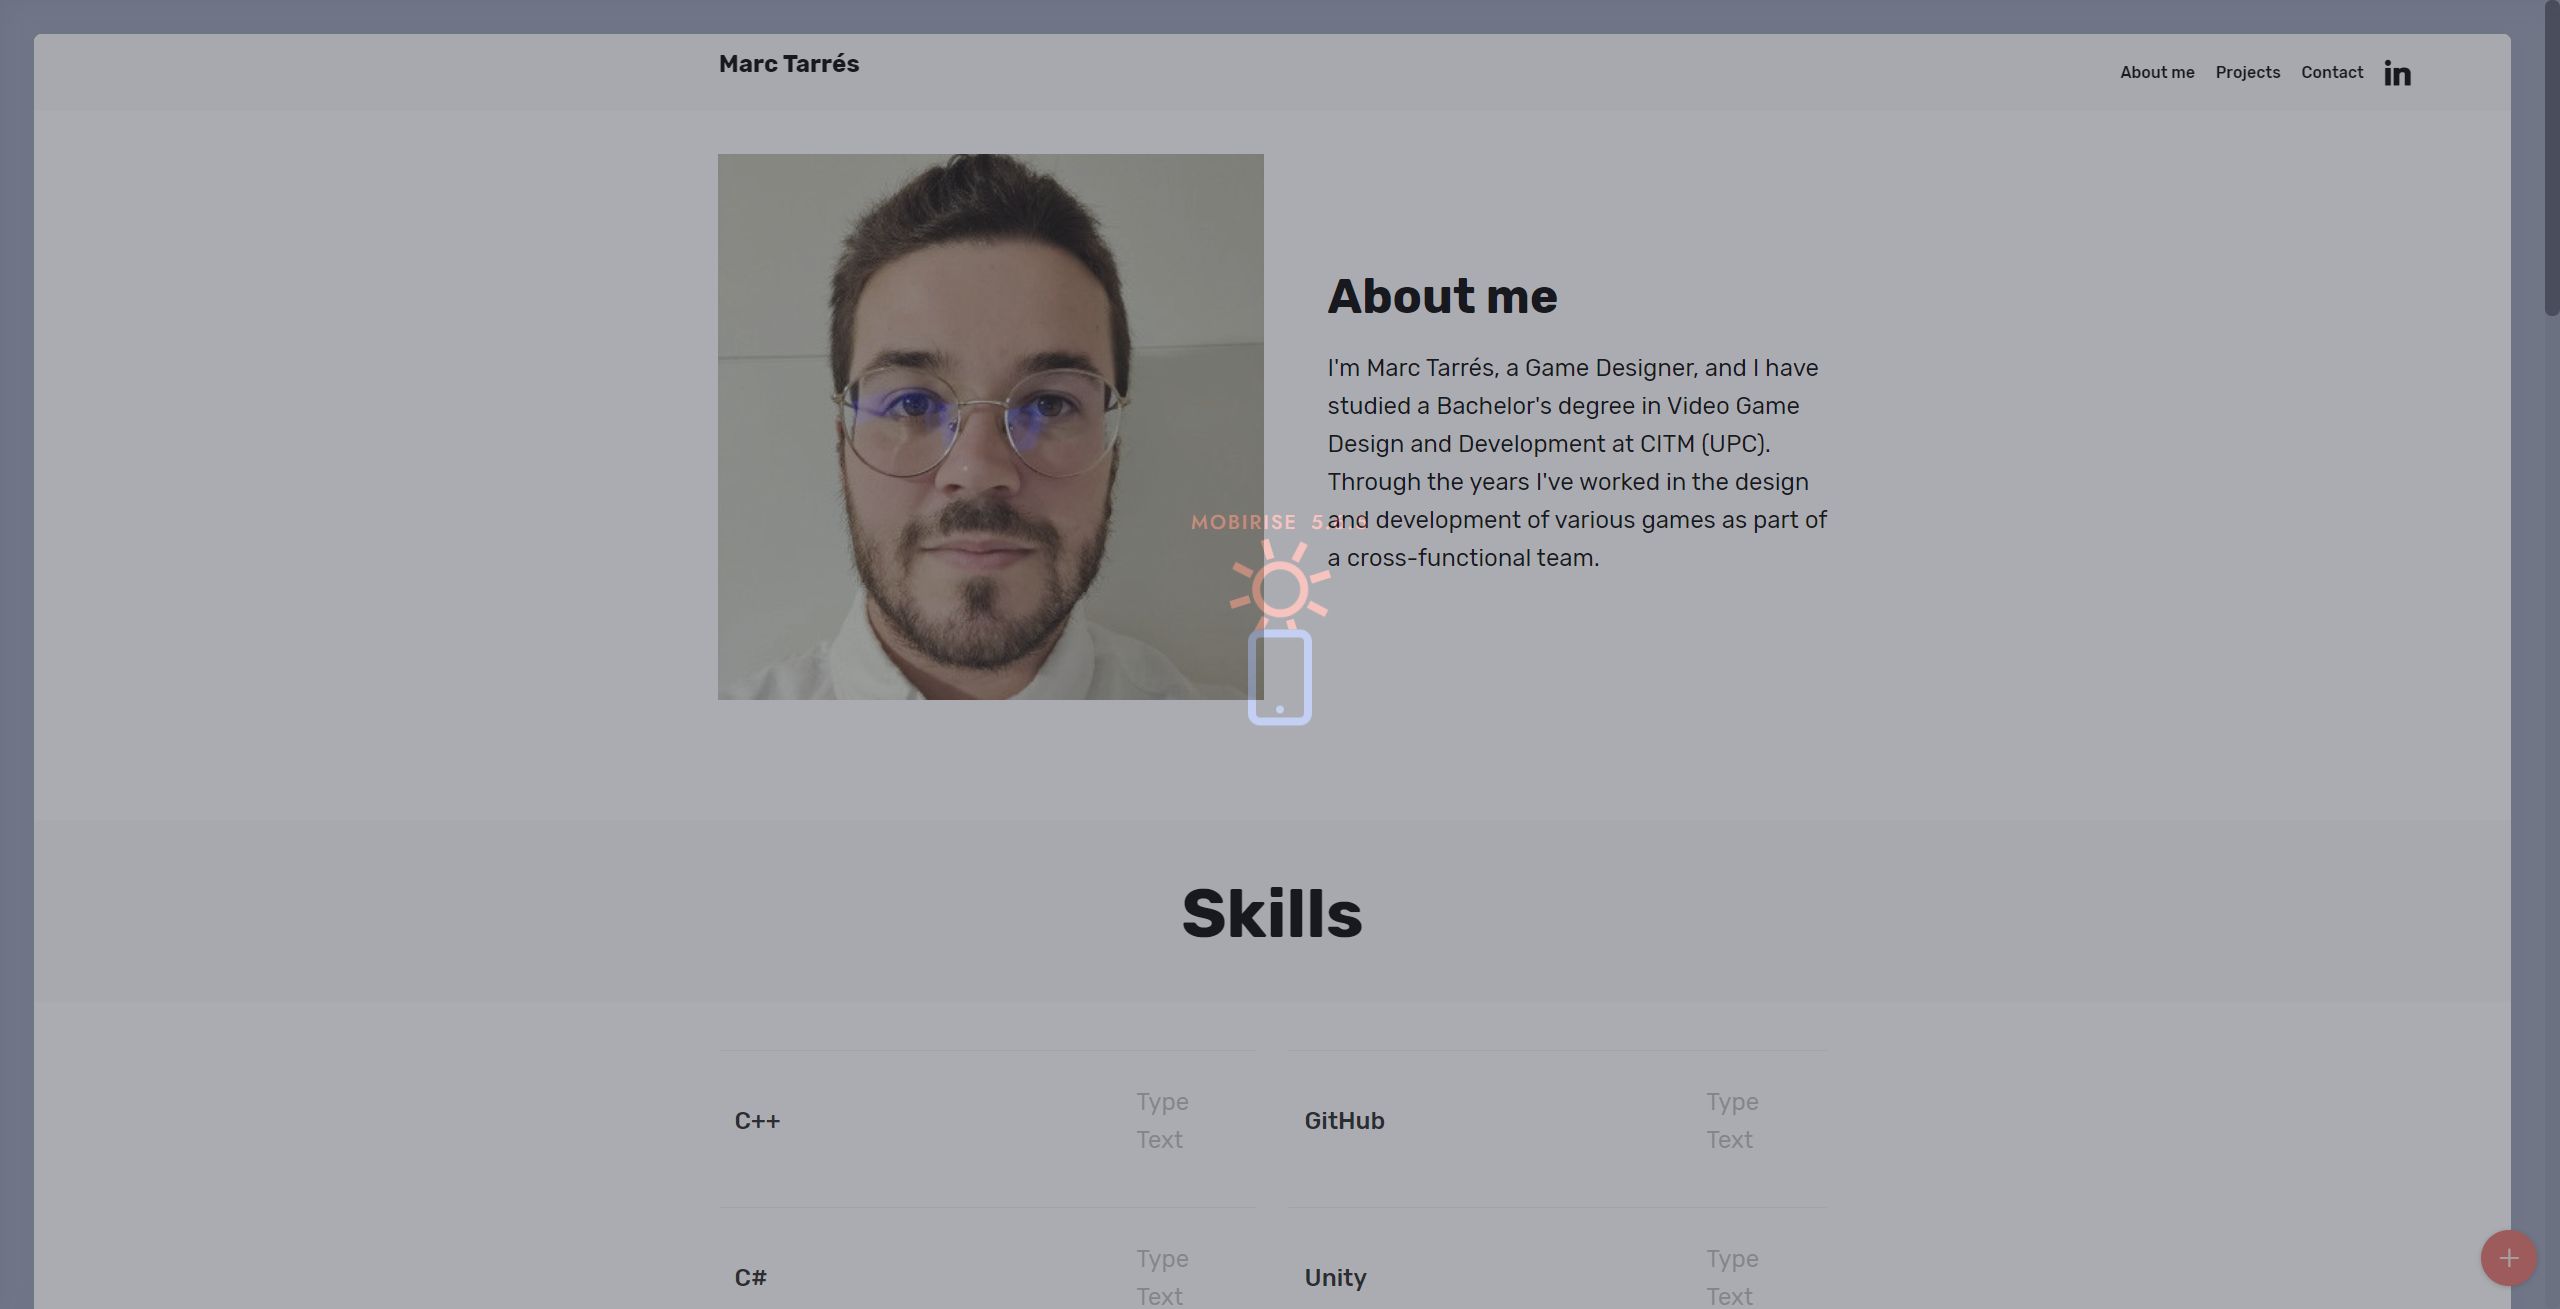 Marc Tarrés
About me
Projects
Contact
in
About me
I'm Marc Tarrés, a Game Designer, and I have
studied a Bachelor's degree in Video Game
Design and Development at CITM (UPC).
Through the years I've worked in the design
and development of various games as part of
a cross-functional team.
MOBIRISE
Skills
C++
Type
Text
GitHub
Type
Text
C#
Type
Text
Unity
Type
Text